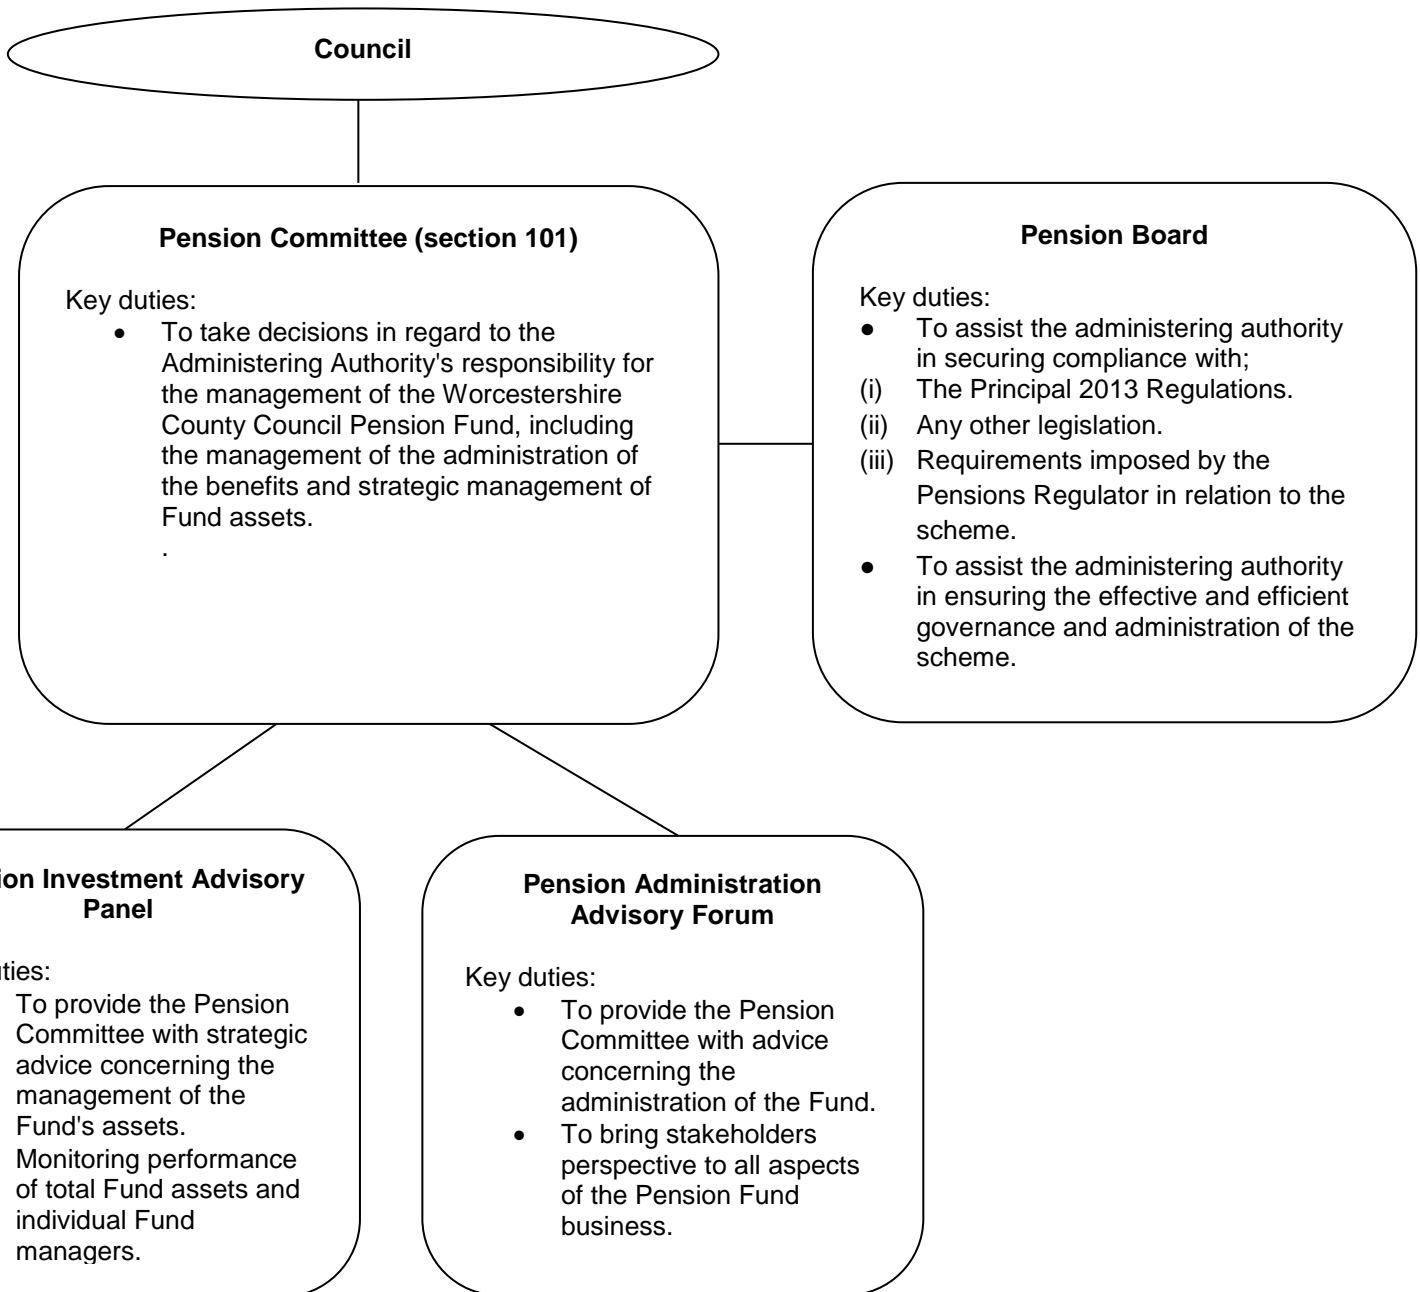 Council
Pension Committee (section 101)
Key duties:
• To take decisions in regard to the
Administering Authority's responsibility for
the management of the Worcestershire
County Council Pension Fund, including
the management of the administration of
the benefits and strategic management of
Fund assets.
.
Pension Board
Key duties:
● To assist the administering authority
in securing compliance with;
(i) The Principal 2013 Regulations.
(ii) Any other legislation.
(iii) Requirements imposed by the
Pensions Regulator in relation to the
scheme.
● To assist the administering authority
in ensuring the effective and efficient
governance and administration of the
scheme.
ion Investment Advisory
Panel
ties:
To provide the Pension
Committee with strategic
advice concerning the
management of the
Fund's assets.
Monitoring performance
of total Fund assets and
individual Fund
managers.
Pension Administration
Advisory Forum
Key duties:
• To provide the Pension
Committee with advice
concerning the
administration of the Fund.
• To bring stakeholders
perspective to all aspects
of the Pension Fund
business.